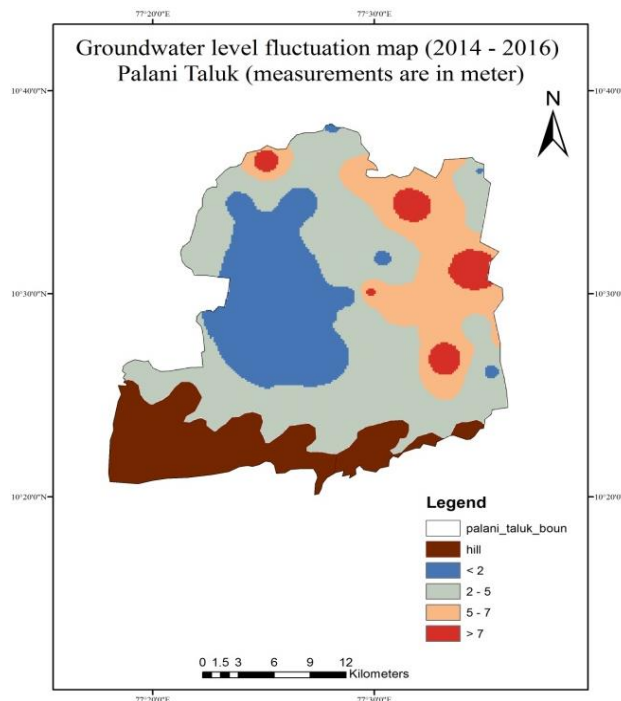 77°20'0"E 77°30'0"E
Groundwater level fluctuation map (2014 - 2016)
Palani Taluk (measurements are in meter)
10°40'0"N 10°40'0"N
N
10°30'0"N 10°30'0"N
10°20'0"N 10°20'0"N
Legend
palani_taluk_boun
hill
< 2
2 - 5
5 - 7
> 7
0 1.5 3 6 9 12
Kilometers
77°20'0"E 77°30'0"E